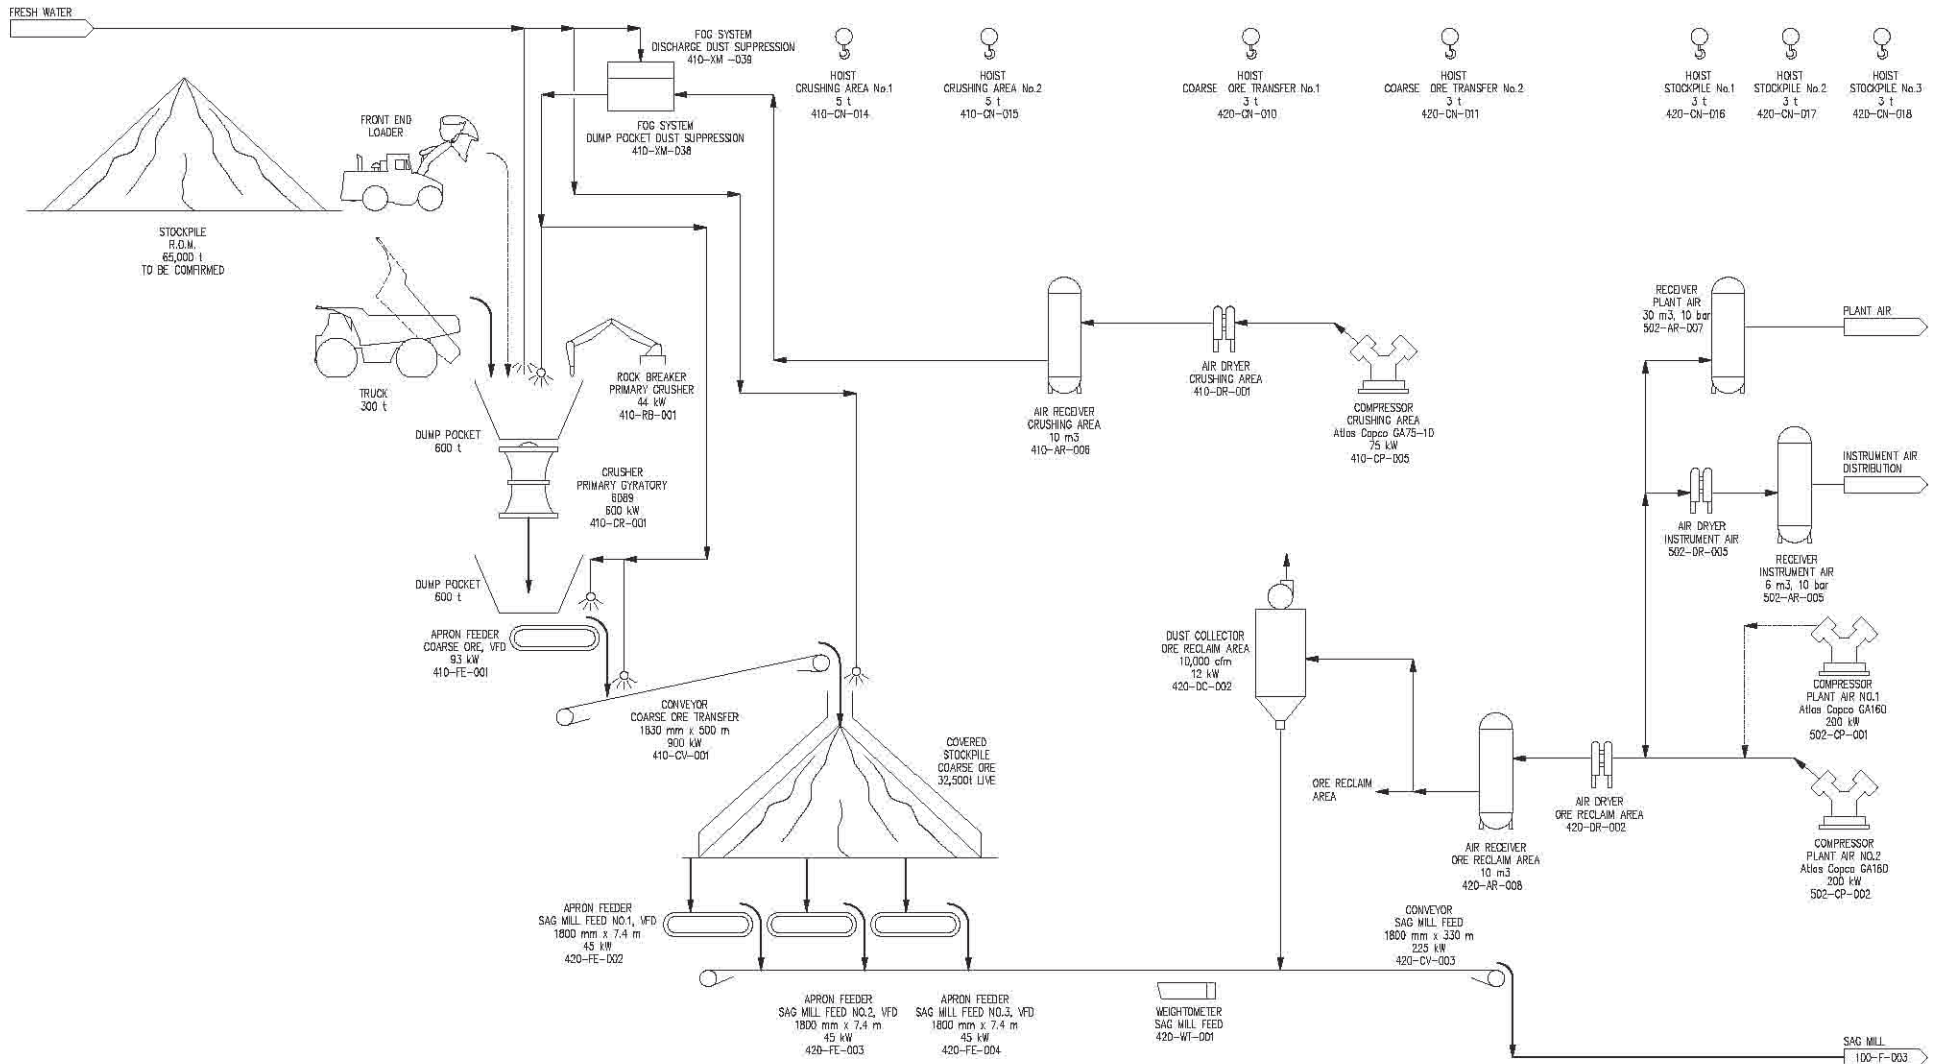 FRESH WATER
FOG SYSTEM
DISCHARGE DUST SUPPRESSION
410-XM -039
FOG SYSTEM
DUMP POCKET DUST SUPPRESSION
410-XM-038
HOIST
CRUSHING AREA No.1
5 t
410-CN-014
HOIST
CRUSHING AREA No.2
5 t
410-CN-015
HOIST
COARSE ORE TRANSFER No.1
3 t
420-CN-010
HOIST
COARSE ORE TRANSFER No.2
3 t
420-CN-011
HOIST
STOCKPILE No.1
3 t
420-CN-016
HOIST
STOCKPILE No.2
3 t
420-CN-017
HOIST
STOCKPILE No.3
3 t
420-CN-018
FRONT END
LOADER
STOCKPILE
R.O.M.
65,000 t
TO BE COMFIRMED
TRUCK
300 t
ROCK BREAKER
PRIMARY CRUSHER
44 kW
410-RB-001
DUMP POCKET
600 t
CRUSHER
PRIMARY GYRATORY
6089
600 kW
410-CR-001
DUMP POCKET
600 t
APRON FEEDER
COARSE ORE, VFD
93 kW
410-FE-001
CONVEYOR
COARSE ORE TRANSFER
1830 mm x 500 m
900 kW
410-CV-001
COVERED
STOCKPILE
COARSE ORE
32,500t LIVE
AIR RECEIVER
CRUSHING AREA
10 m3
410-AR-006
AIR DRYER
CRUSHING AREA
410-DR-001
COMPRESSOR
CRUSHING AREA
Atlas Copco GA75-10
75 kW
410-CP-005
RECEIVER
PLANT AIR
30 m3, 10 bar
502-AR-007
PLANT AIR
INSTRUMENT AIR
DISTRIBUTION
AIR DRYER
INSTRUMENT AIR
502-DR-005
RECEIVER
INSTRUMENT AIR
6 m3, 10 bar
502-AR-005
DUST COLLECTOR
ORE RECLAIM AREA
10,000 cfm
12 kW
420-DC-002
COMPRESSOR
PLANT AIR NO.1
Atlas Copco GA160
200 kW
502-CP-001
ORE RECLAIM
AREA
AIR RECEIVER
ORE RECLAIM AREA
10 m3
420-AR-008
AIR DRYER
ORE RECLAIM AREA
420-DR-002
COMPRESSOR
PLANT AIR NO.2
Atlas Copco GA160
200 kW
502-CP-002
APRON FEEDER
SAG MILL FEED NO.1, VFD
1800 mm x 7.4 m
45 kW
420-FE-002
APRON FEEDER
SAG MILL FEED NO.2, VFD
1800 mm x 7.4 m
45 kW
420-FE-003
APRON FEEDER
SAG MILL FEED NO.3, VFD
1800 mm x 7.4 m
45 kW
420-FE-004
WEIGHTOMETER
SAG MILL FEED
420-WT-001
CONVEYOR
SAG MILL FEED
1800 mm x 330 m
225 kW
420-CV-003
SAG MILL
100-F-003